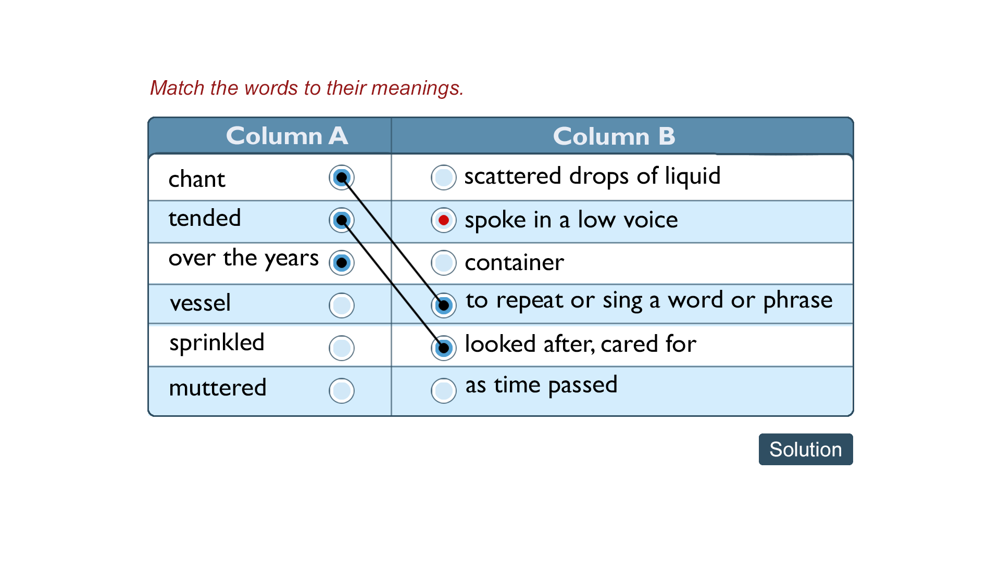 Match the words to their meanings.
Column A Column B
chant scattered drops of liquid
tended spoke in a low voice
over the years container
vessel to repeat or sing a word or phrase
sprinkled looked after, cared for
muttered as time passed
Solution